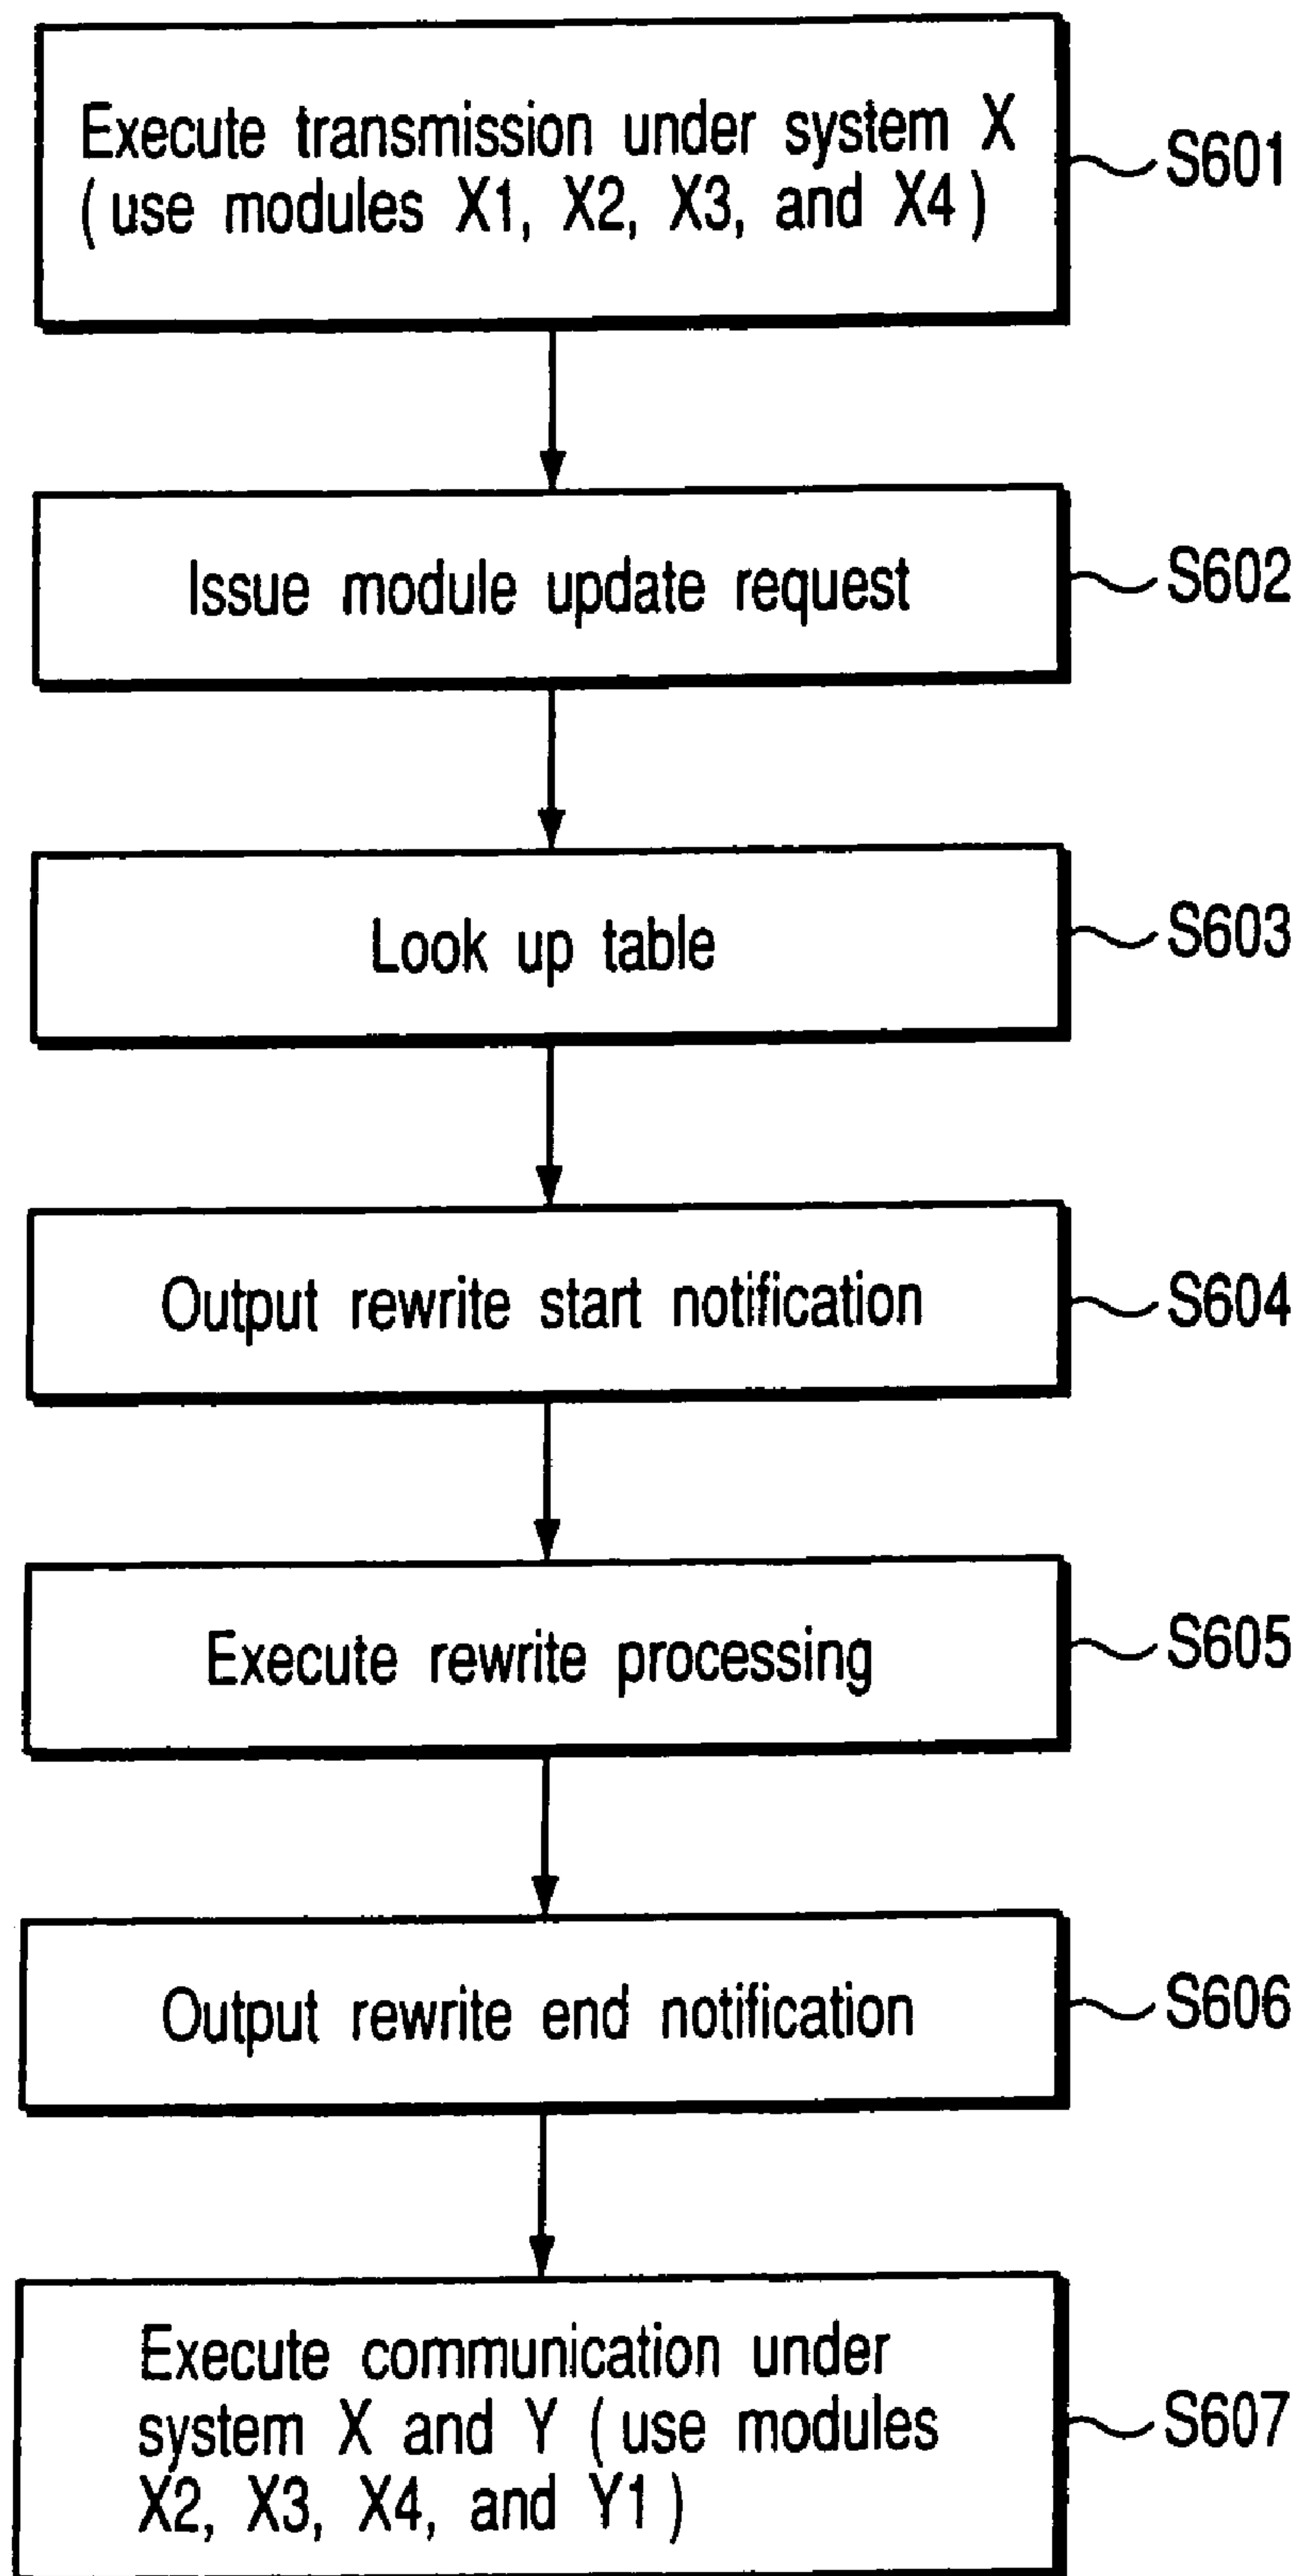 Execute transmission under system X
(use modules X1, X2, X3, and X4)
S601
Issue module update request
S602
Look up table
S603
Output rewrite start notification
S604
Execute rewrite processing
S605
Output rewrite end notification
S606
Execute communication under
system X and Y (use modules
X2, X3, X4, and Y1)
S607